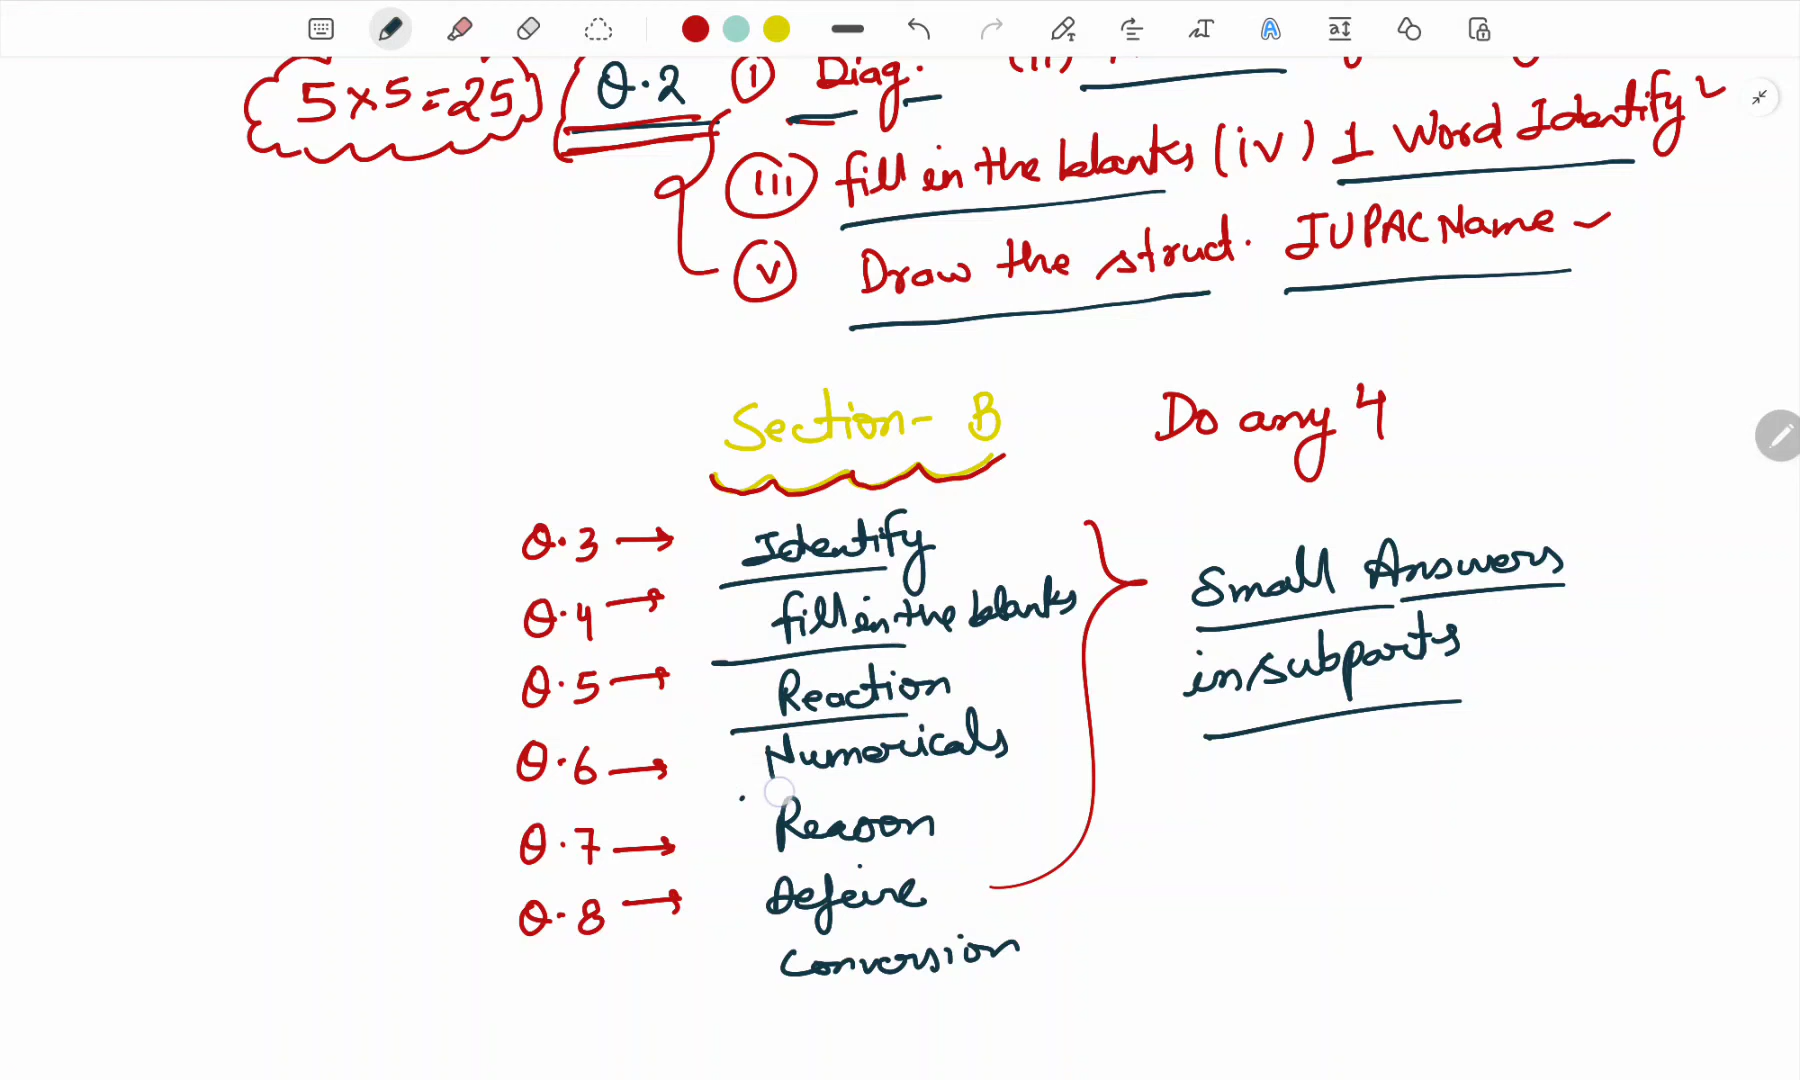 5 x 5 = 25 Q.2 (i) Diag. (ii)
(iii) fill in the blanks (iv) 1 Word Identify
(v) Draw the struct. IUPAC Name
Section - B Do any 4
Q.3 → Identify
Q.4 → fill in the blanks
Q.5 → Reaction
Q.6 → Numericals
Q.7 → Reason
Q.8 → Define
Conversion
Small Answers
in subparts